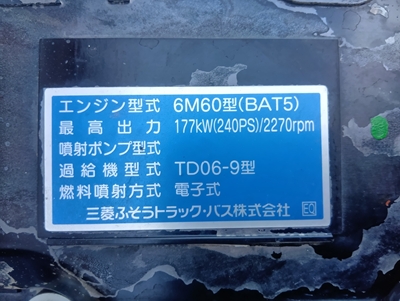 エンジン型式 6M60型(BAT5)
最高出力 177kW(240PS)/2270rpm
噴射ポンプ型式
過給機型式 TD06-9型
燃料噴射方式 電子式
三菱ふそうトラック・バス株式会社 EQ